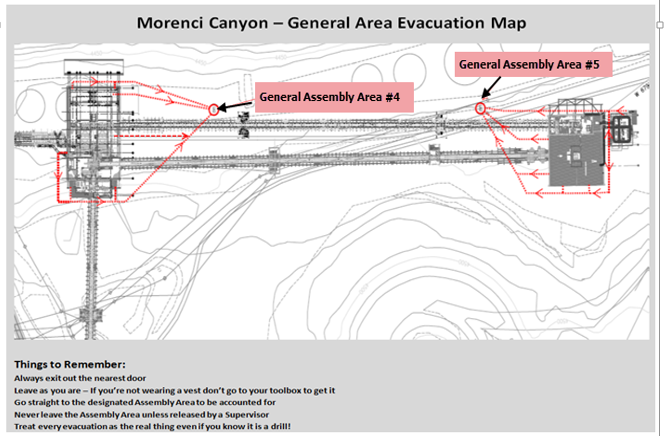 Morenci Canyon – General Area Evacuation Map
General Assembly Area #5
General Assembly Area #4
Things to Remember:
Always exit out the nearest door
Leave as you are – If you're not wearing a vest don't go to your toolbox to get it
Go straight to the designated Assembly Area to be accounted for
Never leave the Assembly Area unless released by a Supervisor
Treat every evacuation as the real thing even if you know it is a drill!